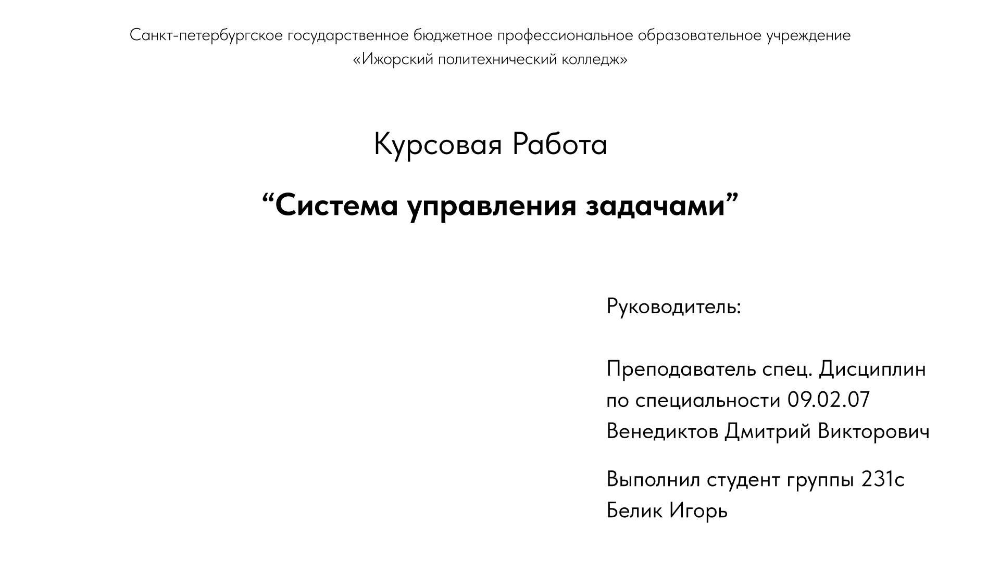 Санкт-петербургское государственное бюджетное профессиональное образовательное учреждение
«Ижорский политехнический колледж»
Курсовая Работа
“Система управления задачами”
Руководитель:
Преподаватель спец. Дисциплин
по специальности 09.02.07
Венедиктов Дмитрий Викторович
Выполнил студент группы 231с
Белик Игорь